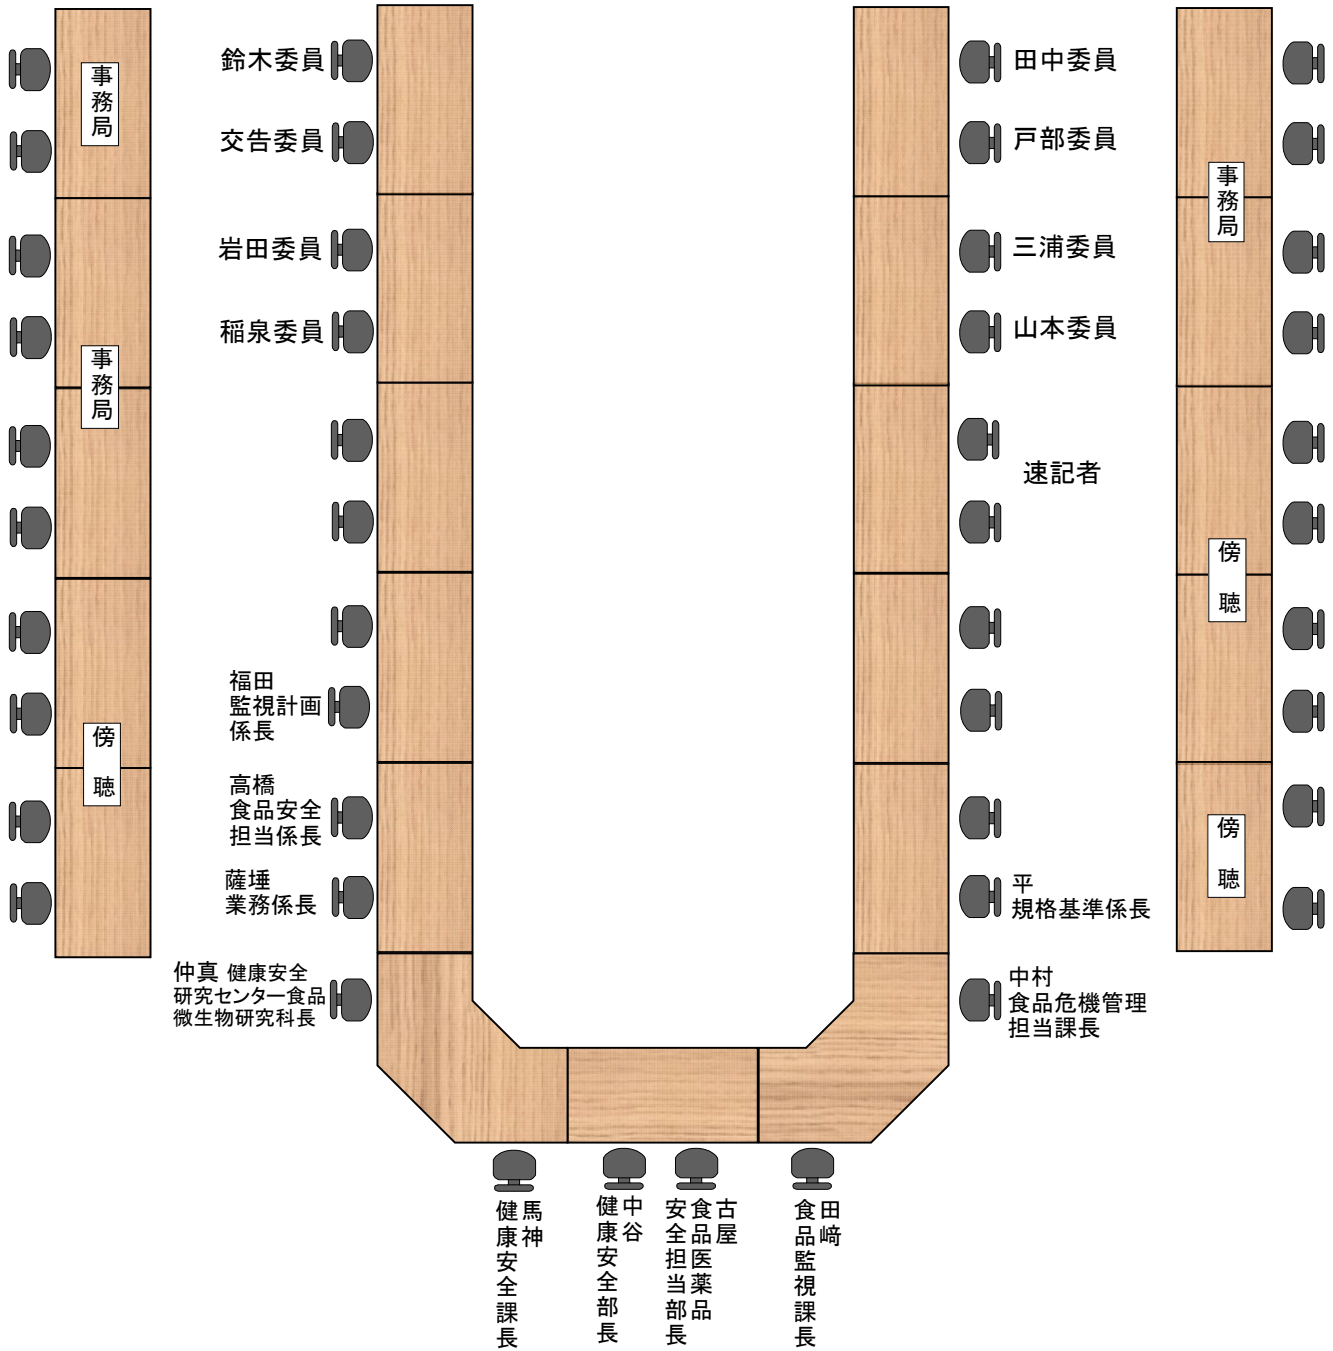 事務局
事務局
傍聴
鈴木委員
交告委員
岩田委員
稲泉委員
福田
監視計画
係長
高橋
食品安全
担当係長
薩埵
業務係長
仲真 健康安全
研究センター食品
微生物研究科長
田中委員
戸部委員
三浦委員
山本委員
速記者
平
規格基準係長
中村
食品危機管理
担当課長
事務局
傍聴
傍聴
馬神
健康安全課長
中谷
健康安全部長
古屋
食品医薬品
安全担当部長
田﨑
食品監視課長